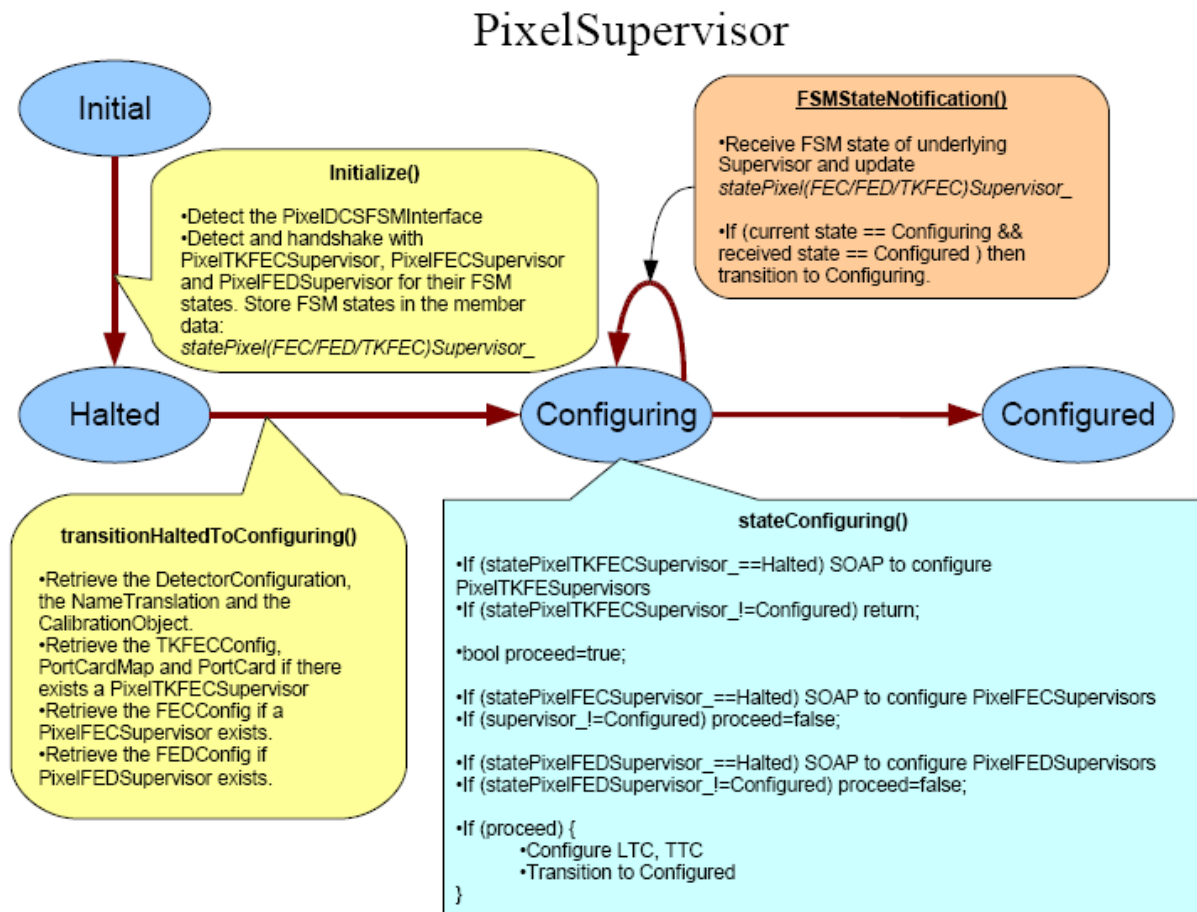 PixelSupervisor
Initial
FSMStateNotification()
•Receive FSM state of underlying
Supervisor and update
statePixel(FEC/FED/TKFEC)Supervisor_
•If (current state == Configuring &&
received state == Configured ) then
transition to Configuring.
Initialize()
•Detect the PixelDCSFSMInterface
•Detect and handshake with
PixelTKFECSupervisor, PixelFECSupervisor
and PixelFEDSupervisor for their FSM
states. Store FSM states in the member
data:
statePixel(FEC/FED/TKFEC)Supervisor_
Halted
Configuring
Configured
transitionHaltedToConfiguring()
•Retrieve the DetectorConfiguration,
the NameTranslation and the
CalibrationObject.
•Retrieve the TKFECConfig,
PortCardMap and PortCard if there
exists a PixelTKFECSupervisor
•Retrieve the FECConfig if a
PixelFECSupervisor exists.
•Retrieve the FEDConfig if
PixelFEDSupervisor exists.
stateConfiguring()
•If (statePixelTKFECSupervisor_==Halted) SOAP to configure
PixelTKFESupervisors
•If (statePixelTKFECSupervisor_!=Configured) return;
•bool proceed=true;
•If (statePixelFECSupervisor_==Halted) SOAP to configure PixelFECSupervisors
•If (supervisor_!=Configured) proceed=false;
•If (statePixelFEDSupervisor_==Halted) SOAP to configure PixelFEDSupervisors
•If (statePixelFEDSupervisor_!=Configured) proceed=false;
•If (proceed) {
•Configure LTC, TTC
•Transition to Configured
}